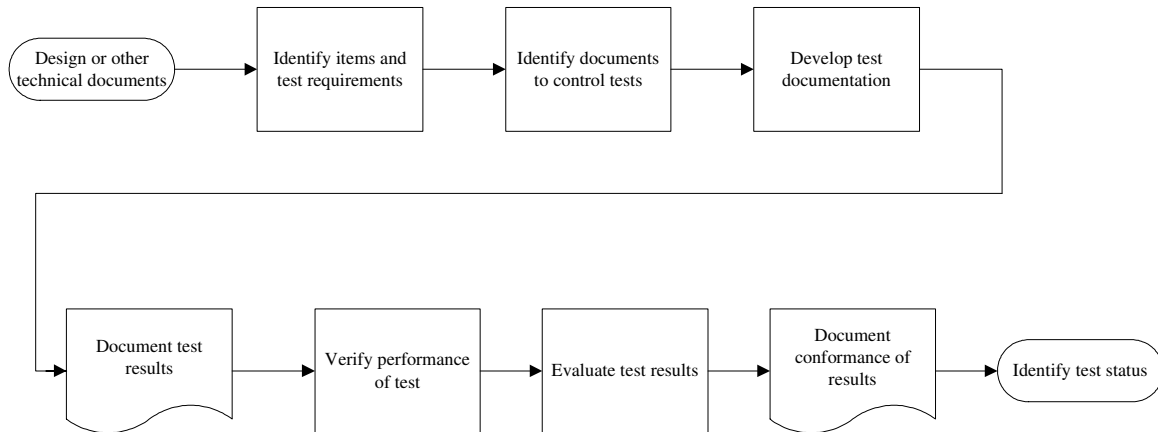 Design or other
technical documents
Identify items and
test requirements
Identify documents
to control tests
Develop test
documentation
Document test
results
Verify performance
of test
Evaluate test results
Document
conformance of
results
Identify test status